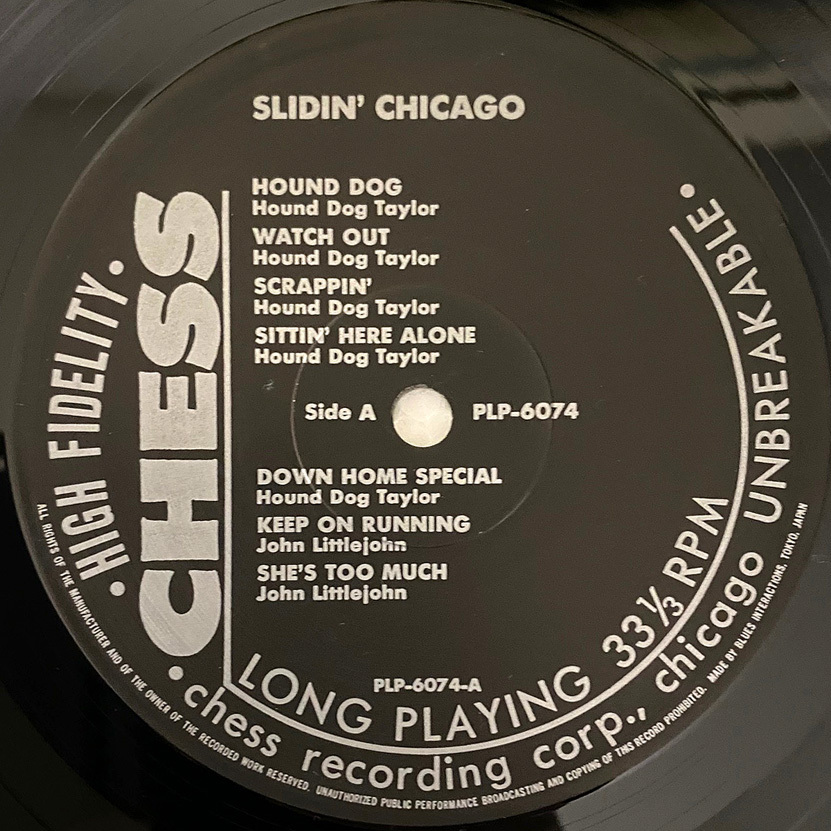 SLIDIN' CHICAGO
HOUND DOG
Hound Dog Taylor
WATCH OUT
Hound Dog Taylor
SCRAPPIN'
Hound Dog Taylor
SITTIN' HERE ALONE
Hound Dog Taylor
Side A PLP-6074
DOWN HOME SPECIAL
Hound Dog Taylor
KEEP ON RUNNING
John Littlejohn
SHE'S TOO MUCH
John Littlejohn
PLP-6074-A
CHESS
• HIGH FIDELITY •
LONG PLAYING 33⅓ RPM
• chess recording corp., chicago UNBREAKABLE. •
ALL RIGHTS OF THE MANUFACTURER AND OF THE OWNER OF THE RECORDED WORK RESERVED. UNAUTHORIZED PUBLIC PERFORMANCE BROADCASTING AND COPYING OF THIS RECORD PROHIBITED. MADE BY BLUES INTERACTIONS, TOKYO, JAPAN